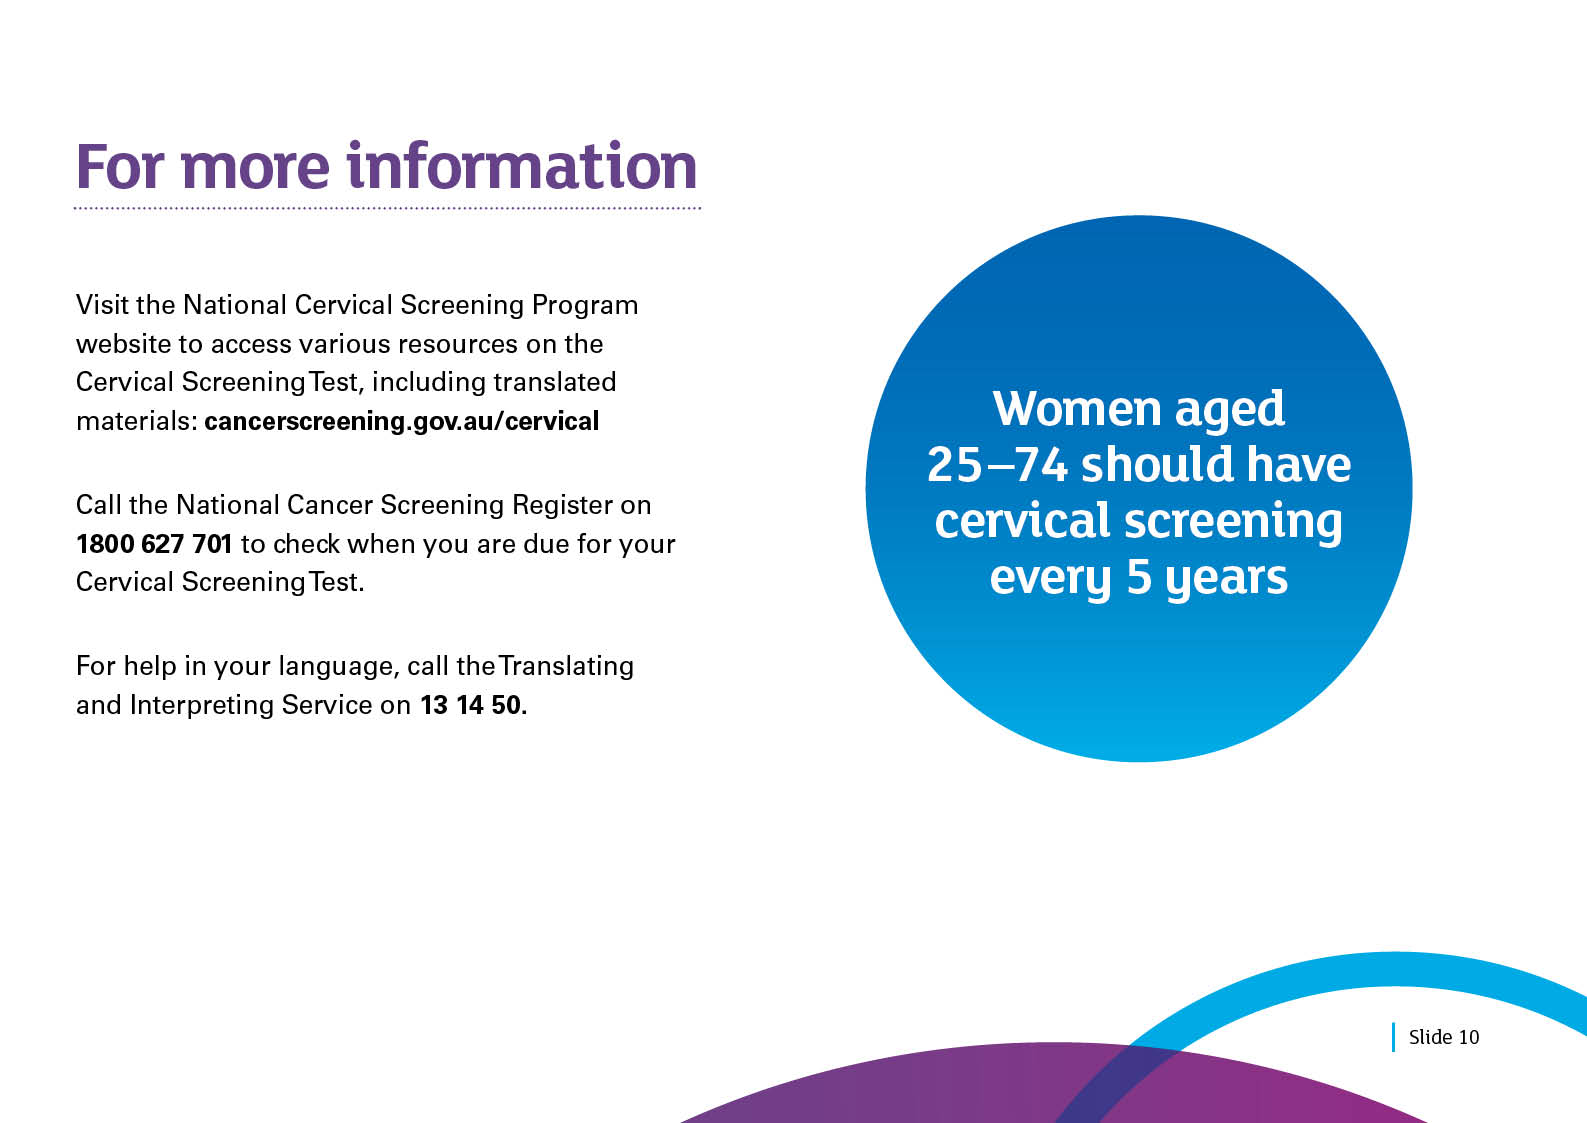 For more information
Visit the National Cervical Screening Program
website to access various resources on the
Cervical Screening Test, including translated
materials: cancerscreening.gov.au/cervical
Call the National Cancer Screening Register on
1800 627 701 to check when you are due for your
Cervical Screening Test.
For help in your language, call the Translating
and Interpreting Service on 13 14 50.
Women aged
25–74 should have
cervical screening
every 5 years
Slide 10